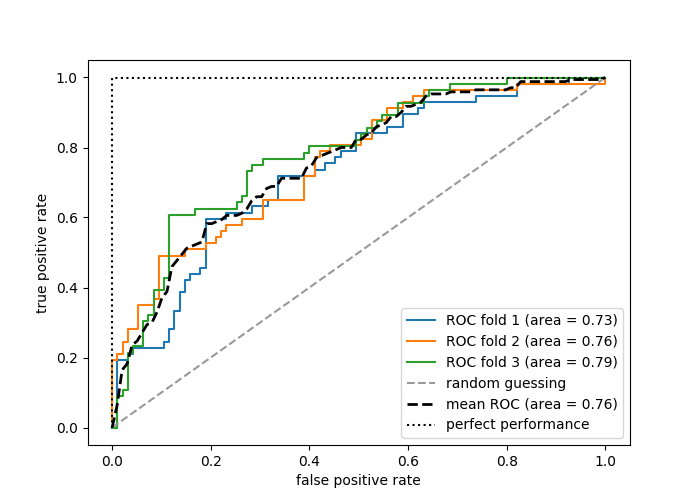 1.0
0.8
0.6
0.4
0.2
0.0
true positive rate
ROC fold 1 (area = 0.73)
ROC fold 2 (area = 0.76)
ROC fold 3 (area = 0.79)
random guessing
mean ROC (area = 0.76)
perfect performance
0.0 0.2 0.4 0.6 0.8 1.0
false positive rate